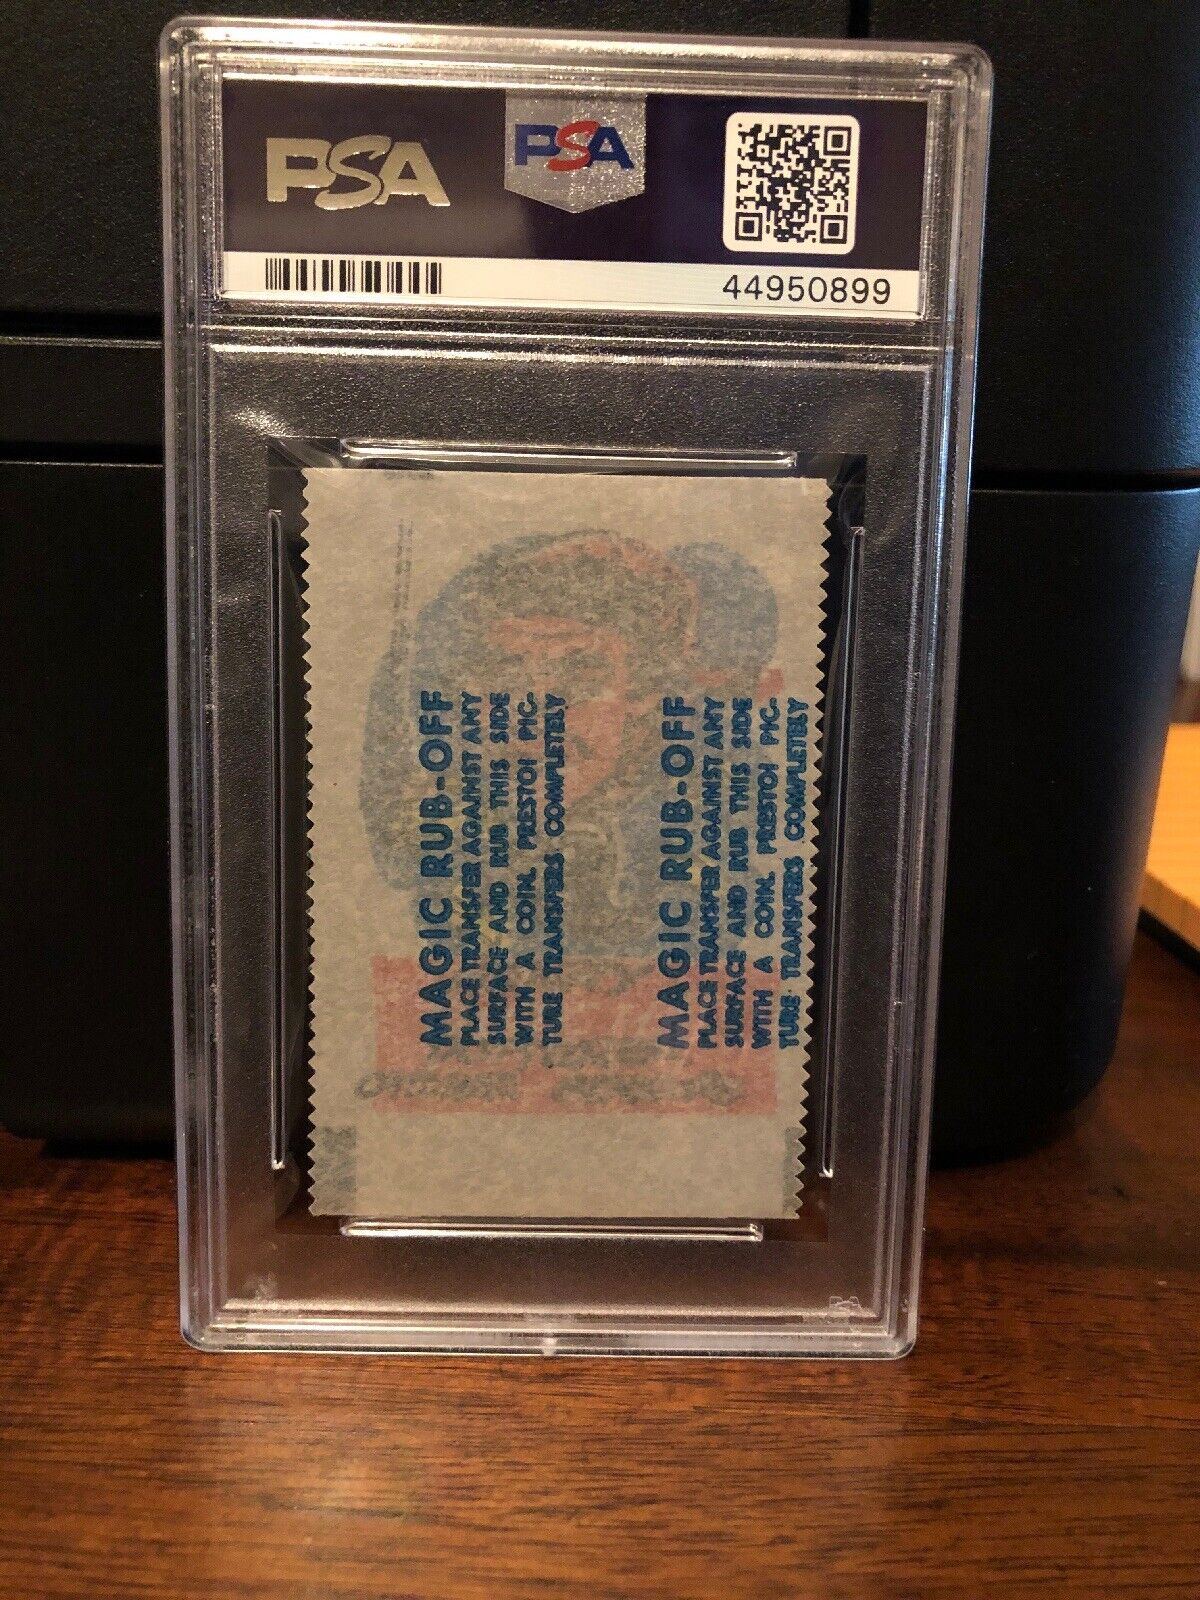 PSA
PSA
44950899
MAGIC RUB-OFF
PLACE TRANSFER AGAINST ANY
SURFACE AND RUB THIS SIDE
WITH A COIN. PRESTO! PIC-
TURE TRANSFERS COMPLETELY
MAGIC RUB-OFF
PLACE TRANSFER AGAINST ANY
SURFACE AND RUB THIS SIDE
WITH A COIN. PRESTO! PIC-
TURE TRANSFERS COMPLETELY